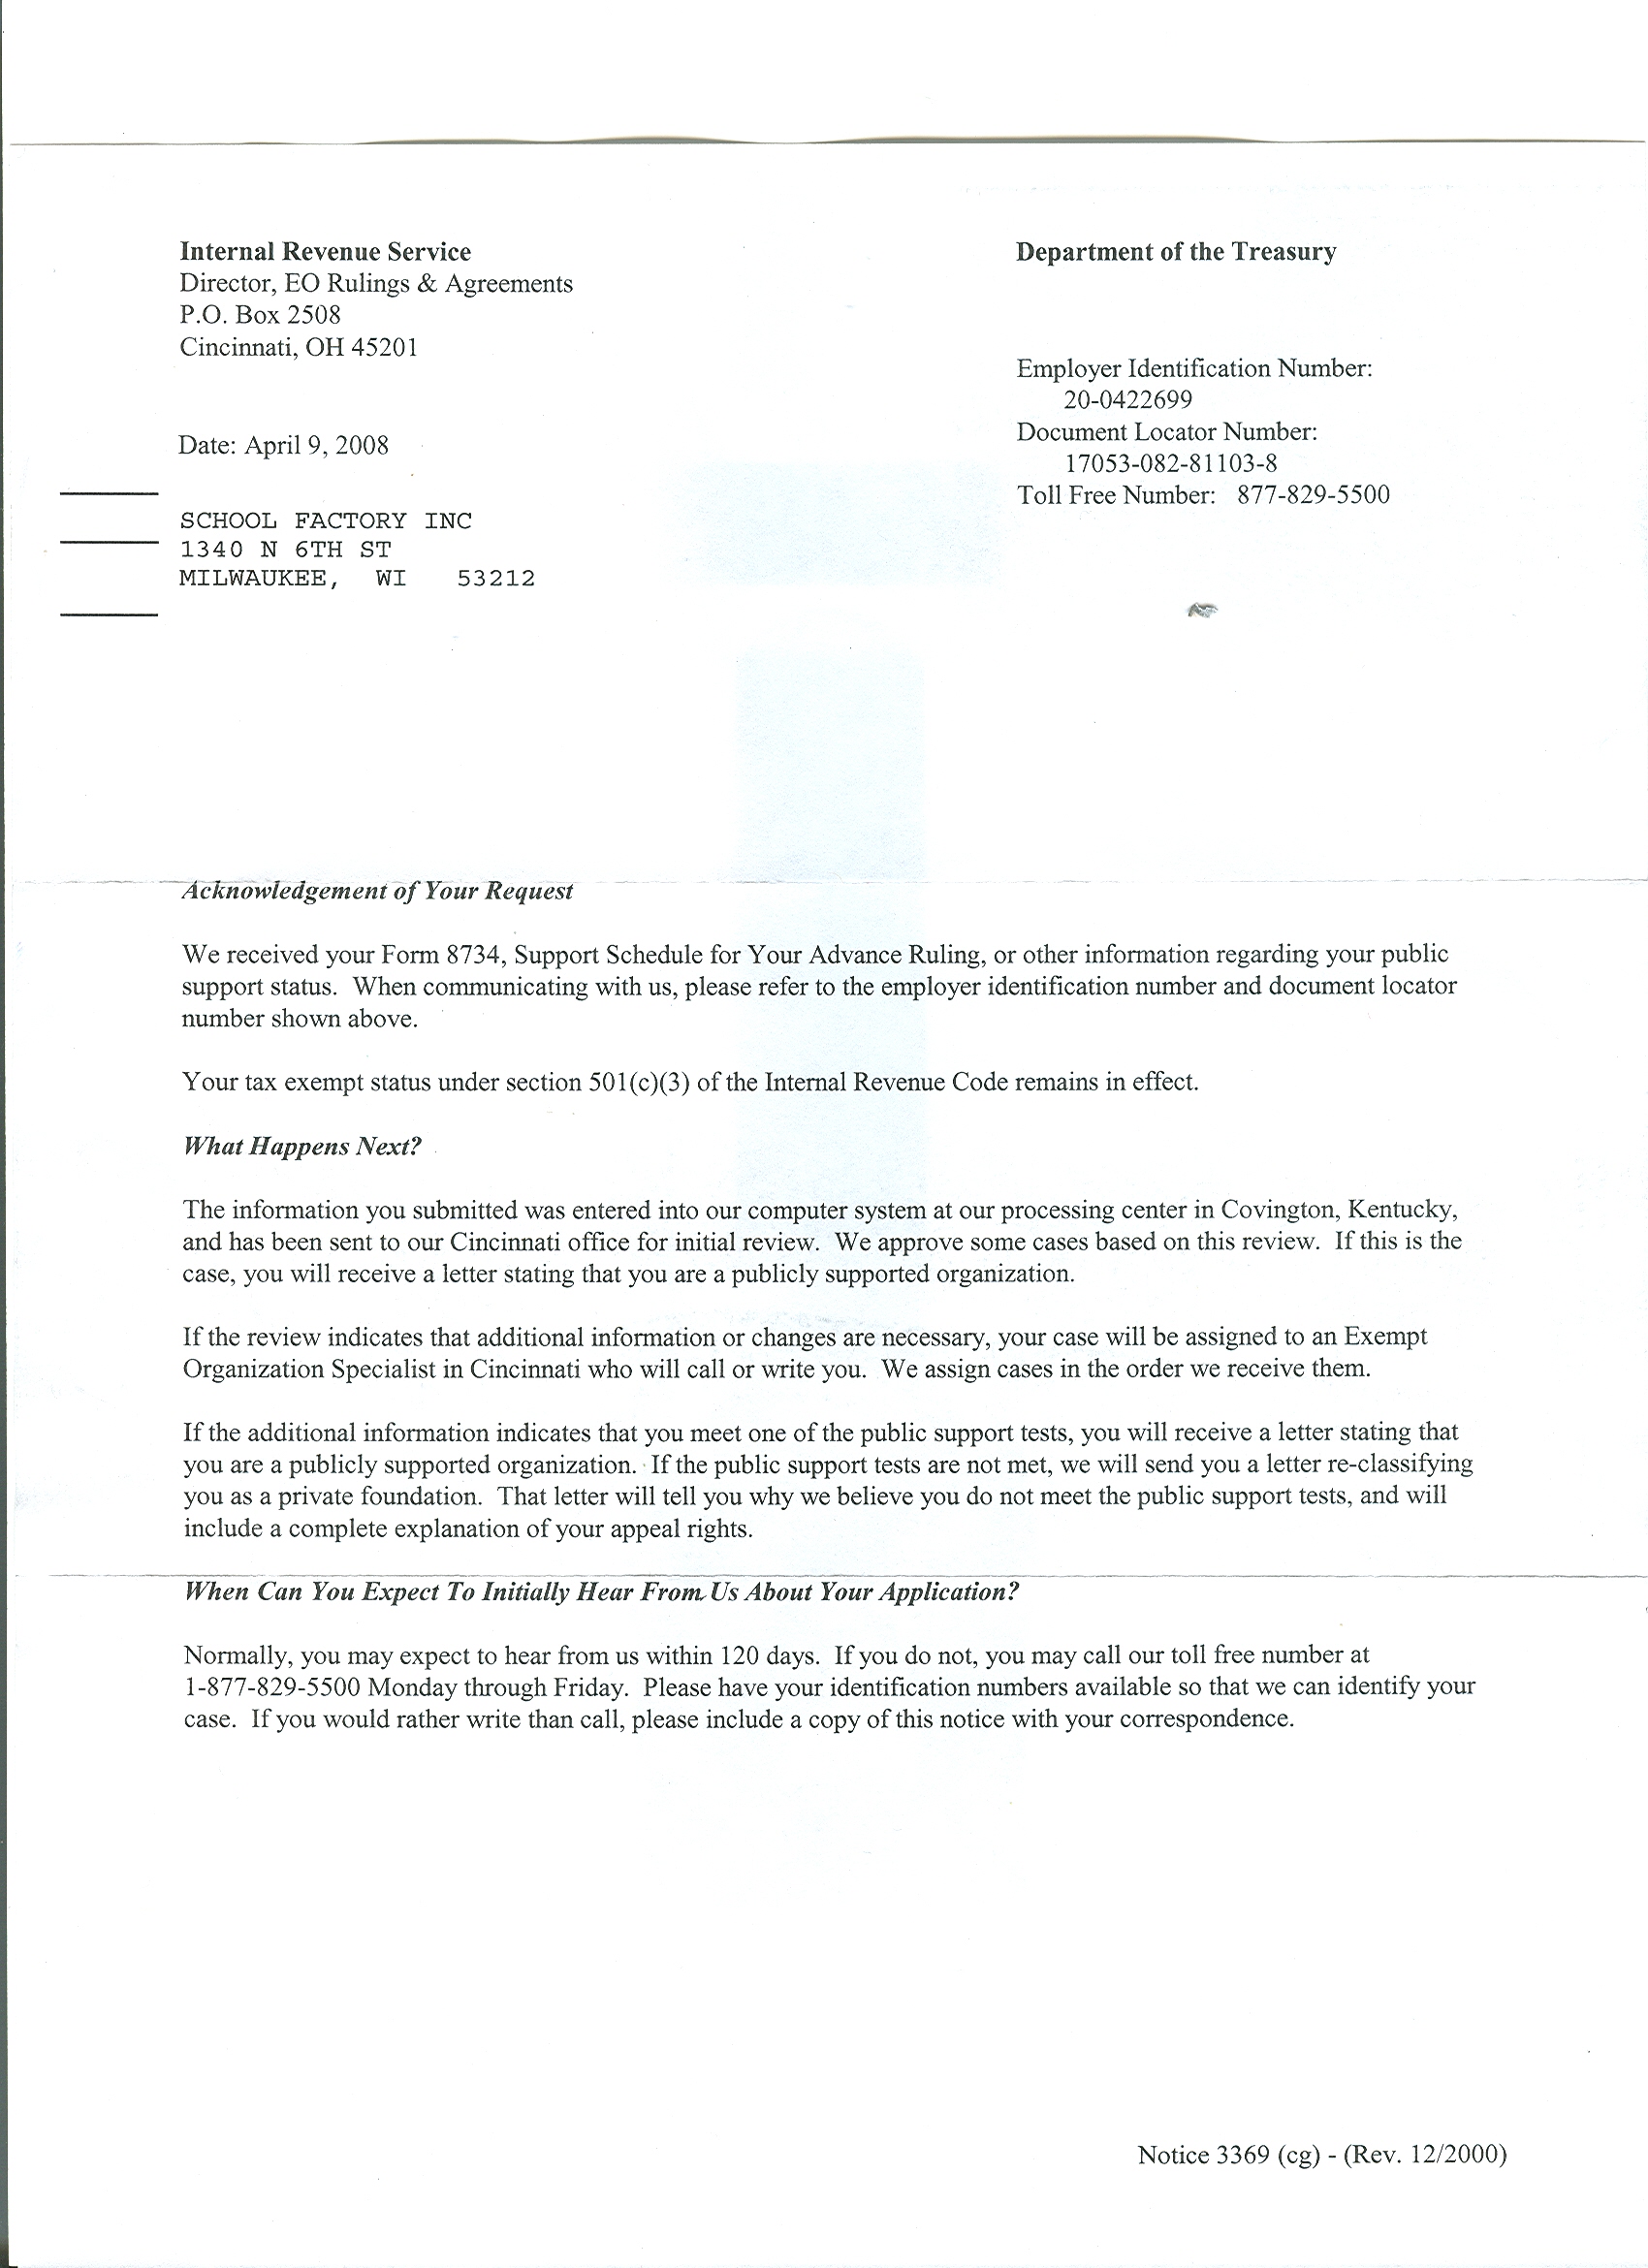 Internal Revenue Service
Director, EO Rulings & Agreements
P.O. Box 2508
Cincinnati, OH 45201
Department of the Treasury
Employer Identification Number:
20-0422699
Document Locator Number:
17053-082-81103-8
Toll Free Number: 877-829-5500
Date: April 9, 2008
SCHOOL FACTORY INC
1340 N 6TH ST
MILWAUKEE, WI 53212
Acknowledgement of Your Request
We received your Form 8734, Support Schedule for Your Advance Ruling, or other information regarding your public
support status. When communicating with us, please refer to the employer identification number and document locator
number shown above.
Your tax exempt status under section 501(c)(3) of the Internal Revenue Code remains in effect.
What Happens Next?
The information you submitted was entered into our computer system at our processing center in Covington, Kentucky,
and has been sent to our Cincinnati office for initial review. We approve some cases based on this review. If this is the
case, you will receive a letter stating that you are a publicly supported organization.
If the review indicates that additional information or changes are necessary, your case will be assigned to an Exempt
Organization Specialist in Cincinnati who will call or write you. We assign cases in the order we receive them.
If the additional information indicates that you meet one of the public support tests, you will receive a letter stating that
you are a publicly supported organization. If the public support tests are not met, we will send you a letter re-classifying
you as a private foundation. That letter will tell you why we believe you do not meet the public support tests, and will
include a complete explanation of your appeal rights.
When Can You Expect To Initially Hear From Us About Your Application?
Normally, you may expect to hear from us within 120 days. If you do not, you may call our toll free number at
1-877-829-5500 Monday through Friday. Please have your identification numbers available so that we can identify your
case. If you would rather write than call, please include a copy of this notice with your correspondence.
Notice 3369 (cg) - (Rev. 12/2000)